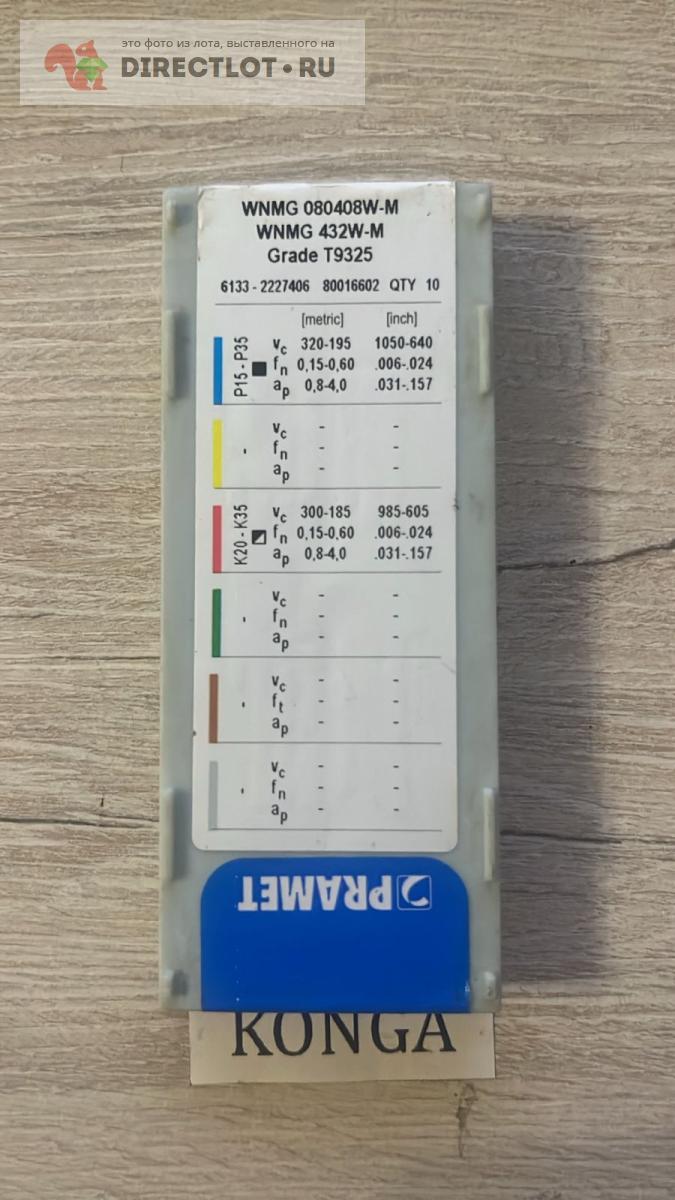 это фото из лота, выставленного на
DIRECTLOT•RU
WNMG 080408W-M
WNMG 432W-M
Grade T9325
6133 - 2227406 80016602 QTY 10
[metric] [inch]
P15 - P35
vc 320-195 1050-640
fn 0,15-0,60 .006-.024
ap 0,8-4,0 .031-.157
- vc - -
fn - -
ap - -
K20 - K35
vc 300-185 985-605
fn 0,15-0,60 .006-.024
ap 0,8-4,0 .031-.157
- vc - -
fn - -
ap - -
- vc - -
ft - -
ap - -
- vc - -
fn - -
ap - -
PRAMET
KONGA